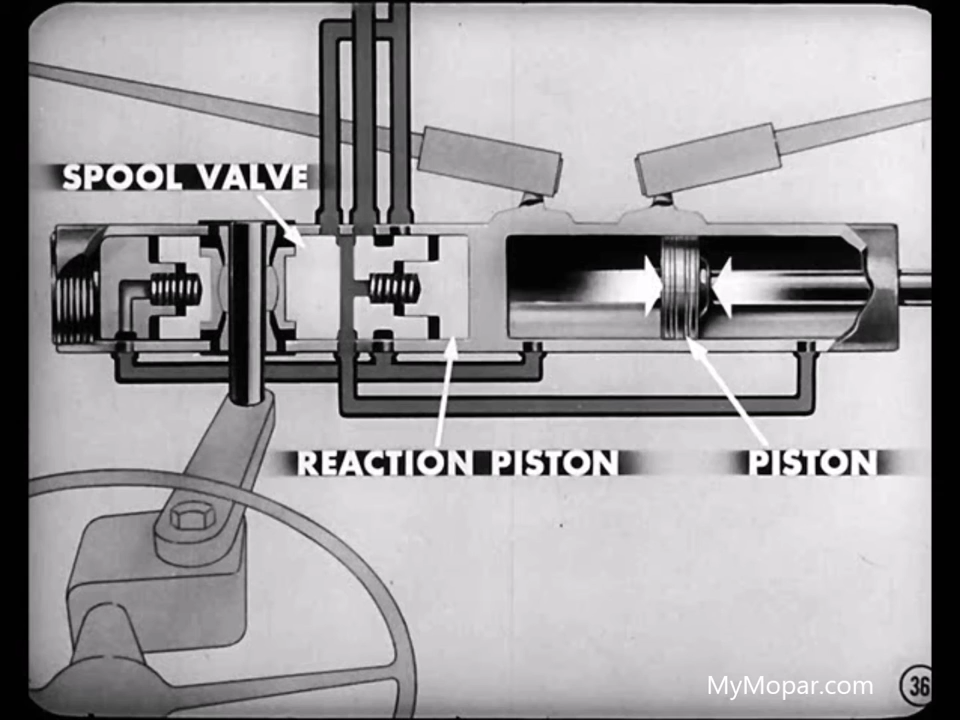 SPOOL VALVE
REACTION PISTON
PISTON
MyMopar.com
36